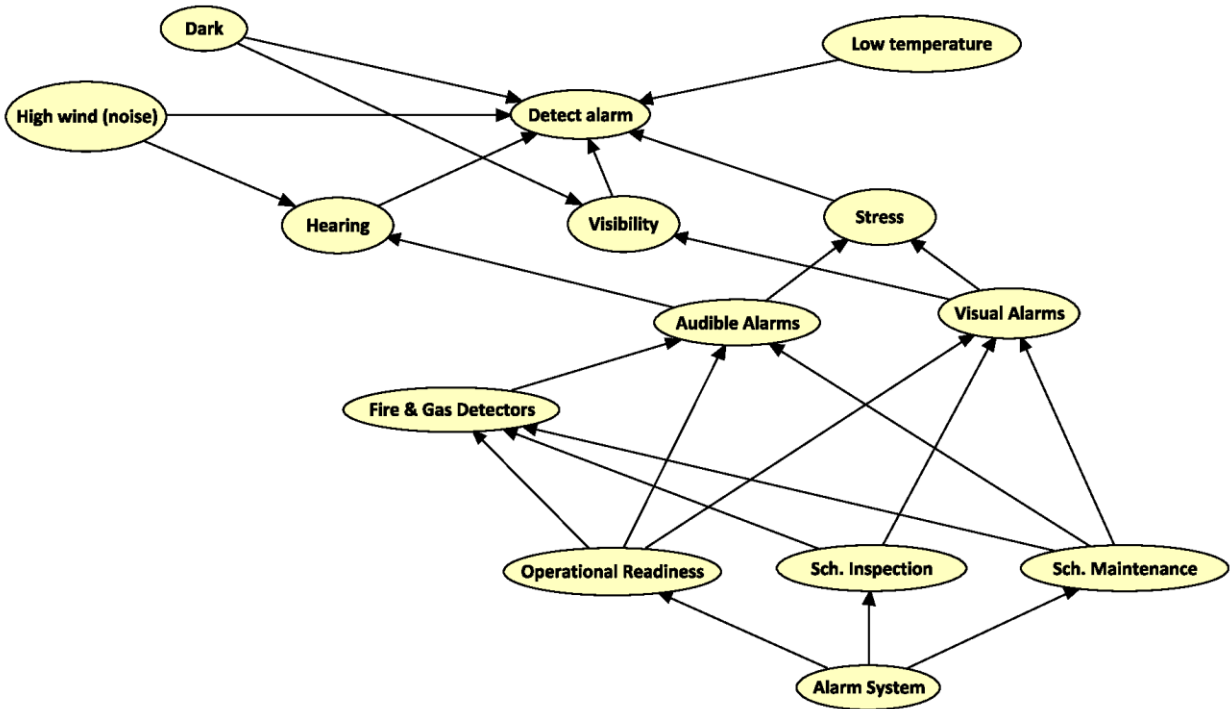 Dark
Low temperature
High wind (noise)
Detect alarm
Hearing
Visibility
Stress
Audible Alarms
Visual Alarms
Fire & Gas Detectors
Operational Readiness
Sch. Inspection
Sch. Maintenance
Alarm System